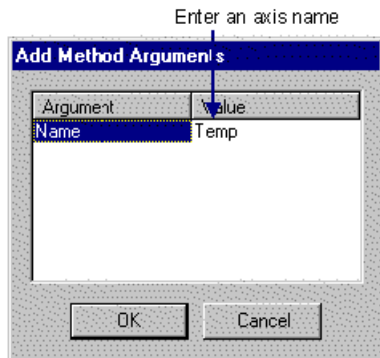 Enter an axis name
Add Method Arguments
Argument Value
Name Temp
OK Cancel